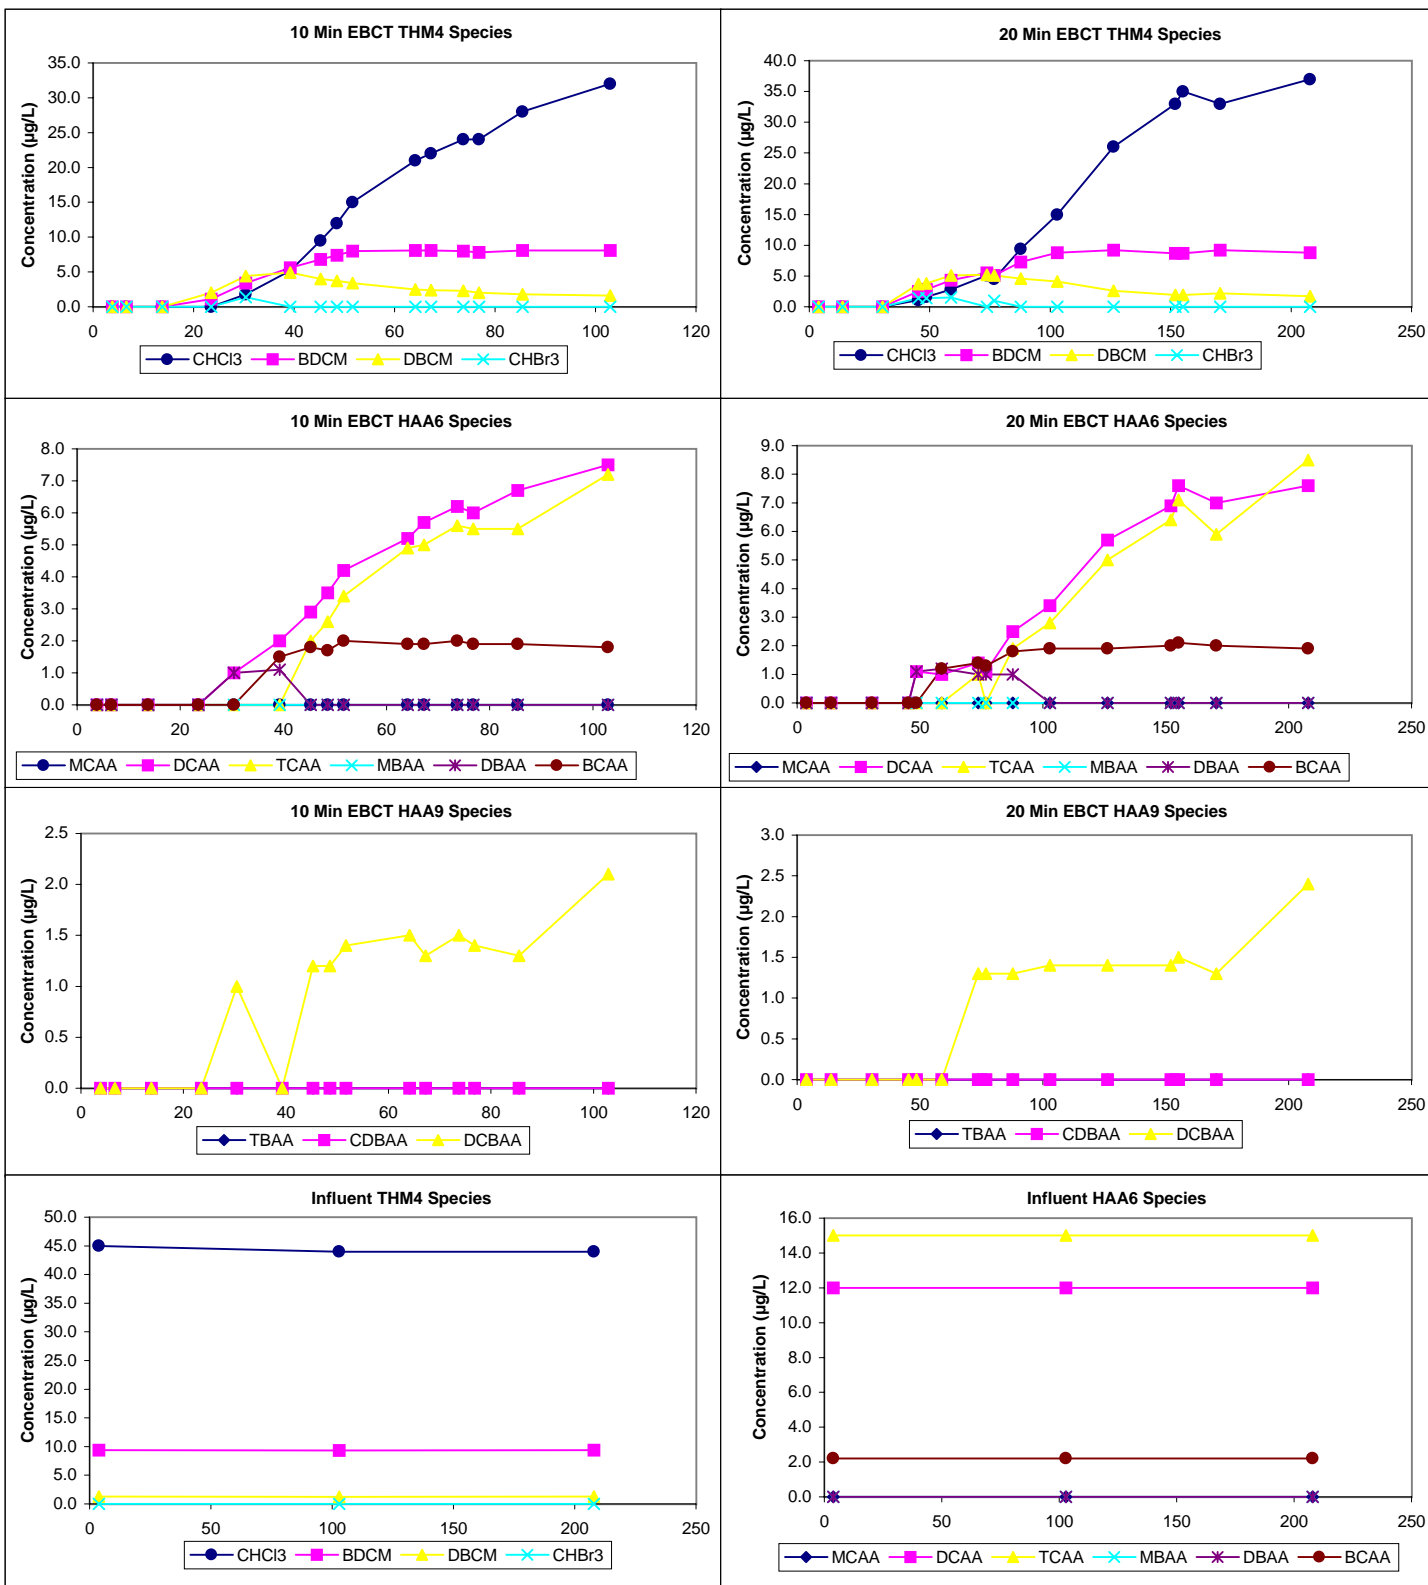 10 Min EBCT THM4 Species
Concentration (µg/L)
35.0
30.0
25.0
20.0
15.0
10.0
5.0
0.0
0 20 40 60 80 100 120
CHCl3 BDCM DBCM CHBr3
20 Min EBCT THM4 Species
Concentration (µg/L)
40.0
35.0
30.0
25.0
20.0
15.0
10.0
5.0
0.0
0 50 100 150 200 250
CHCl3 BDCM DBCM CHBr3
10 Min EBCT HAA6 Species
Concentration (µg/L)
8.0
7.0
6.0
5.0
4.0
3.0
2.0
1.0
0.0
0 20 40 60 80 100 120
MCAA DCAA TCAA MBAA DBAA BCAA
20 Min EBCT HAA6 Species
Concentration (µg/L)
9.0
8.0
7.0
6.0
5.0
4.0
3.0
2.0
1.0
0.0
0 50 100 150 200 250
MCAA DCAA TCAA MBAA DBAA BCAA
10 Min EBCT HAA9 Species
Concentration (µg/L)
2.5
2.0
1.5
1.0
0.5
0.0
0 20 40 60 80 100 120
TBAA CDBAA DCBAA
20 Min EBCT HAA9 Species
Concentration (µg/L)
3.0
2.5
2.0
1.5
1.0
0.5
0.0
0 50 100 150 200 250
TBAA CDBAA DCBAA
Influent THM4 Species
Concentration (µg/L)
50.0
45.0
40.0
35.0
30.0
25.0
20.0
15.0
10.0
5.0
0.0
0 50 100 150 200 250
CHCl3 BDCM DBCM CHBr3
Influent HAA6 Species
Concentration (µg/L)
16.0
14.0
12.0
10.0
8.0
6.0
4.0
2.0
0.0
0 50 100 150 200 250
MCAA DCAA TCAA MBAA DBAA BCAA